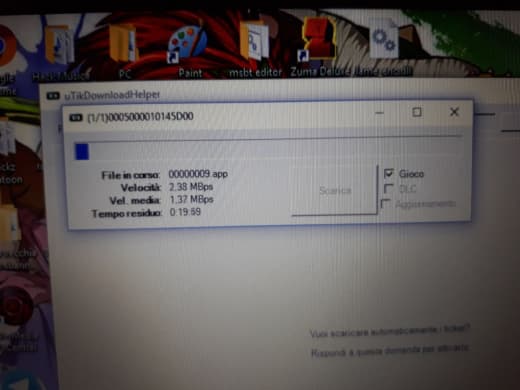 Hack Musica
PC
Paint
msbt editor
Zuma Deluxe
uTikDownloadHelper
(1/1)0005000010145D00
File in corso: 00000009.app
Velocità: 2.38 MBps
Vel. media: 1.37 MBps
Tempo residuo: 0:19:59
Scarica
Gioco
DLC
Aggiornamento
Vuoi scaricare automaticamente i ticket?
Rispondi a questa domanda per attivarlo.